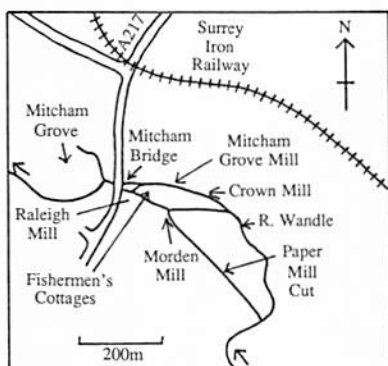 A217
Surrey
Iron
Railway
N
Mitcham
Grove
Mitcham
Bridge
Mitcham
Grove Mill
Crown Mill
Raleigh
Mill
R. Wandle
Fishermen's
Cottages
Morden
Mill
Paper
Mill
Cut
200m